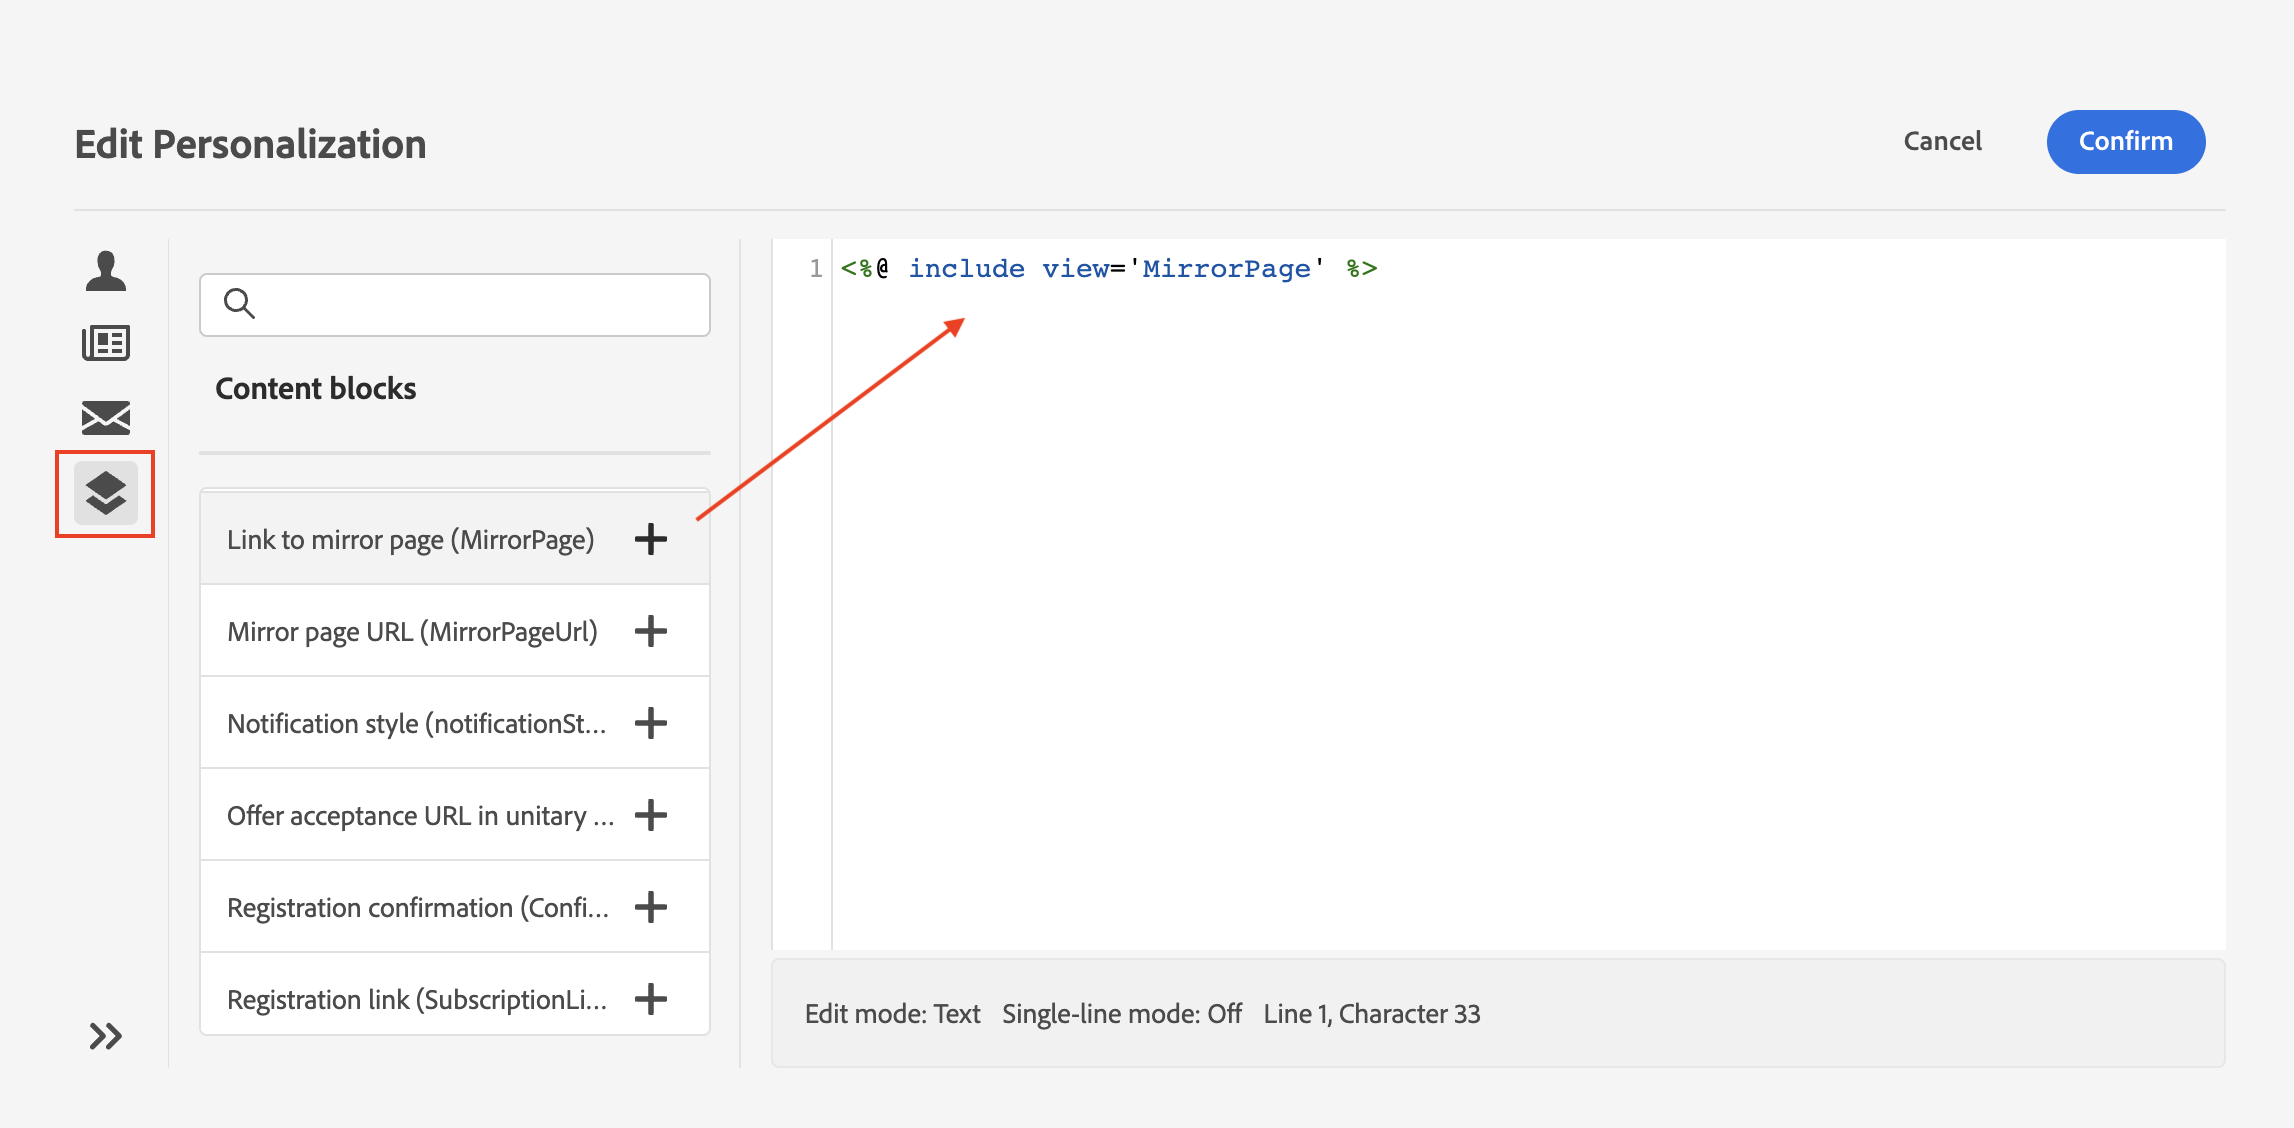 Edit Personalization
Cancel
Confirm
Content blocks
Link to mirror page (MirrorPage)
Mirror page URL (MirrorPageUrl)
Notification style (notificationSt...
Offer acceptance URL in unitary ...
Registration confirmation (Confi...
Registration link (SubscriptionLi...
1 <%@ include view='MirrorPage' %>
Edit mode: Text Single-line mode: Off Line 1, Character 33